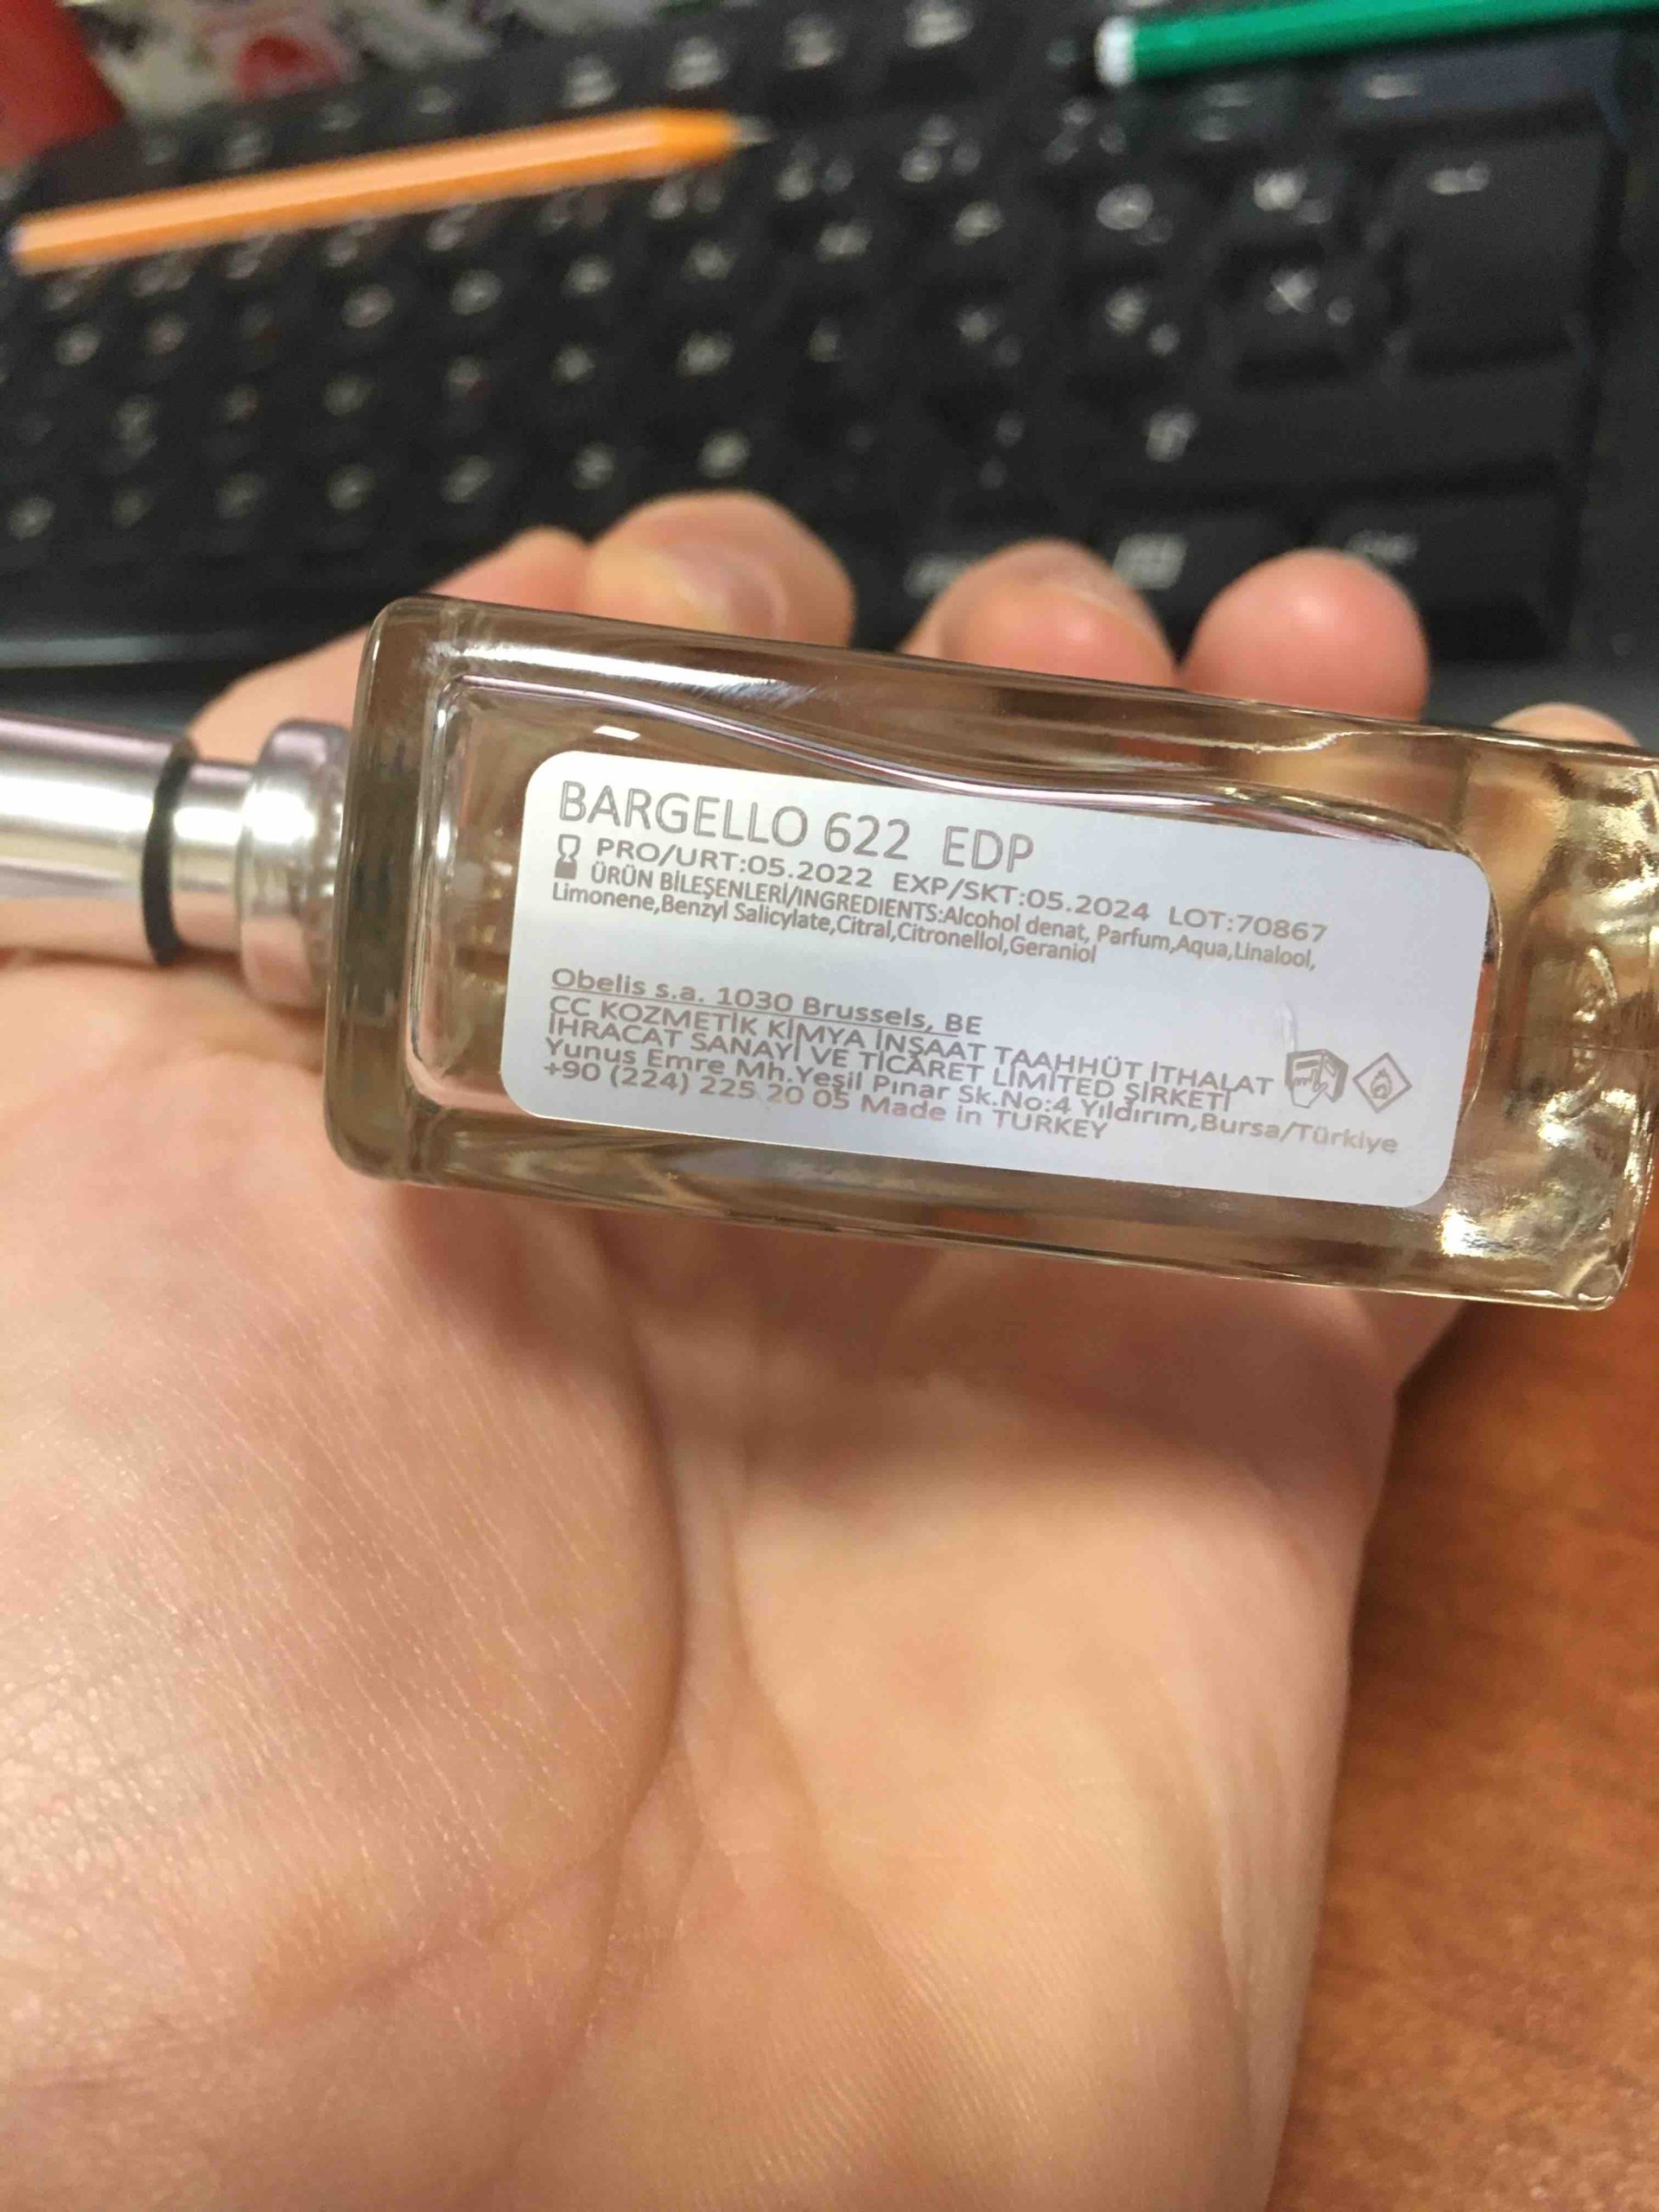 BARGELLO 622 EDP
PRO/URT:05.2022 EXP/SKT:05.2024 LOT:70867
ÜRÜN BİLEŞENLERİ/INGREDIENTS:Alcohol denat, Parfum,Aqua,Linalool,
Limonene,Benzyl Salicylate,Citral,Citronellol,Geraniol
Obelis s.a. 1030 Brussels, BE
CC KOZMETİK KİMYA İNŞAAT TAAHHÜT İTHALAT
İHRACAT SANAYİ VE TİCARET LİMİTED ŞİRKETİ
Yunus Emre Mh.Yeşil Pınar Sk.No:4 Yıldırım,Bursa/Türkiye
+90 (224) 225 20 05 Made in TURKEY